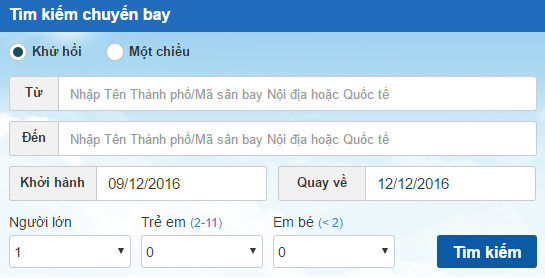 Tìm kiếm chuyến bay
Khứ hồi Một chiều
Từ Nhập Tên Thành phố/Mã sân bay Nội địa hoặc Quốc tế
Đến Nhập Tên Thành phố/Mã sân bay Nội địa hoặc Quốc tế
Khởi hành 09/12/2016 Quay về 12/12/2016
Người lớn Trẻ em (2-11) Em bé (< 2)
1 0 0 Tìm kiếm